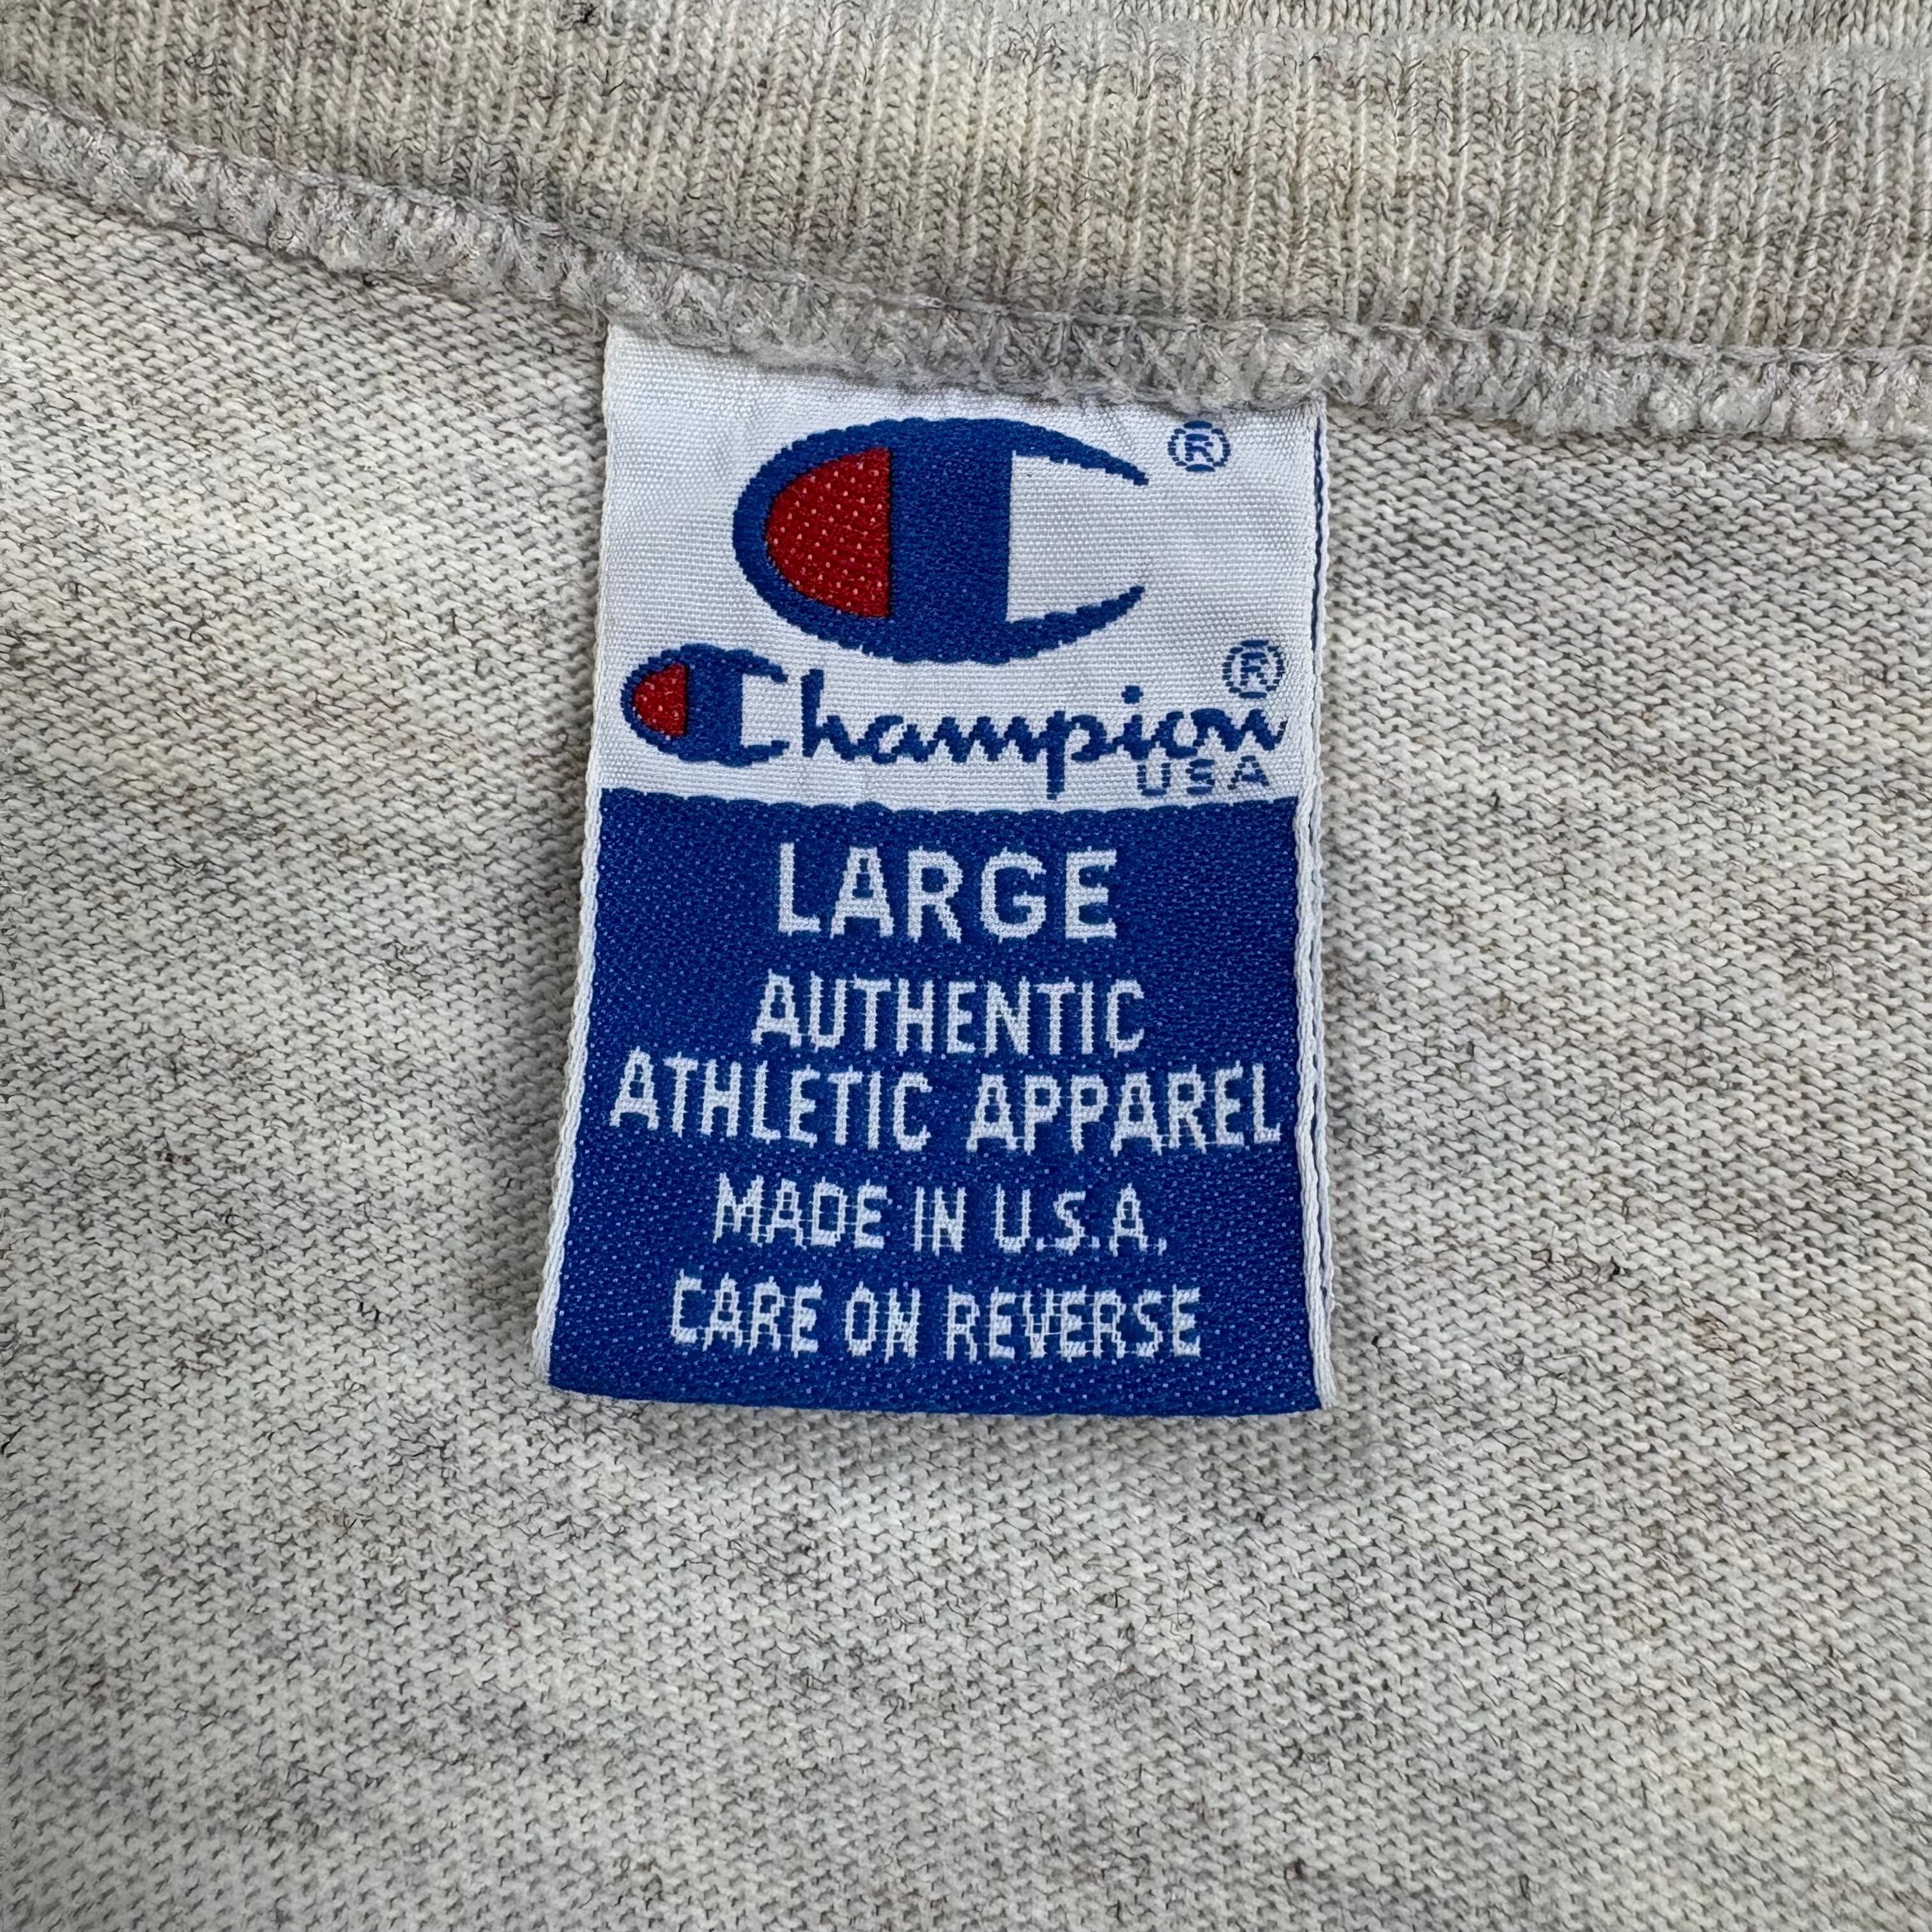 ®
Champion®
USA
LARGE
AUTHENTIC
ATHLETIC APPAREL
MADE IN U.S.A.
CARE ON REVERSE